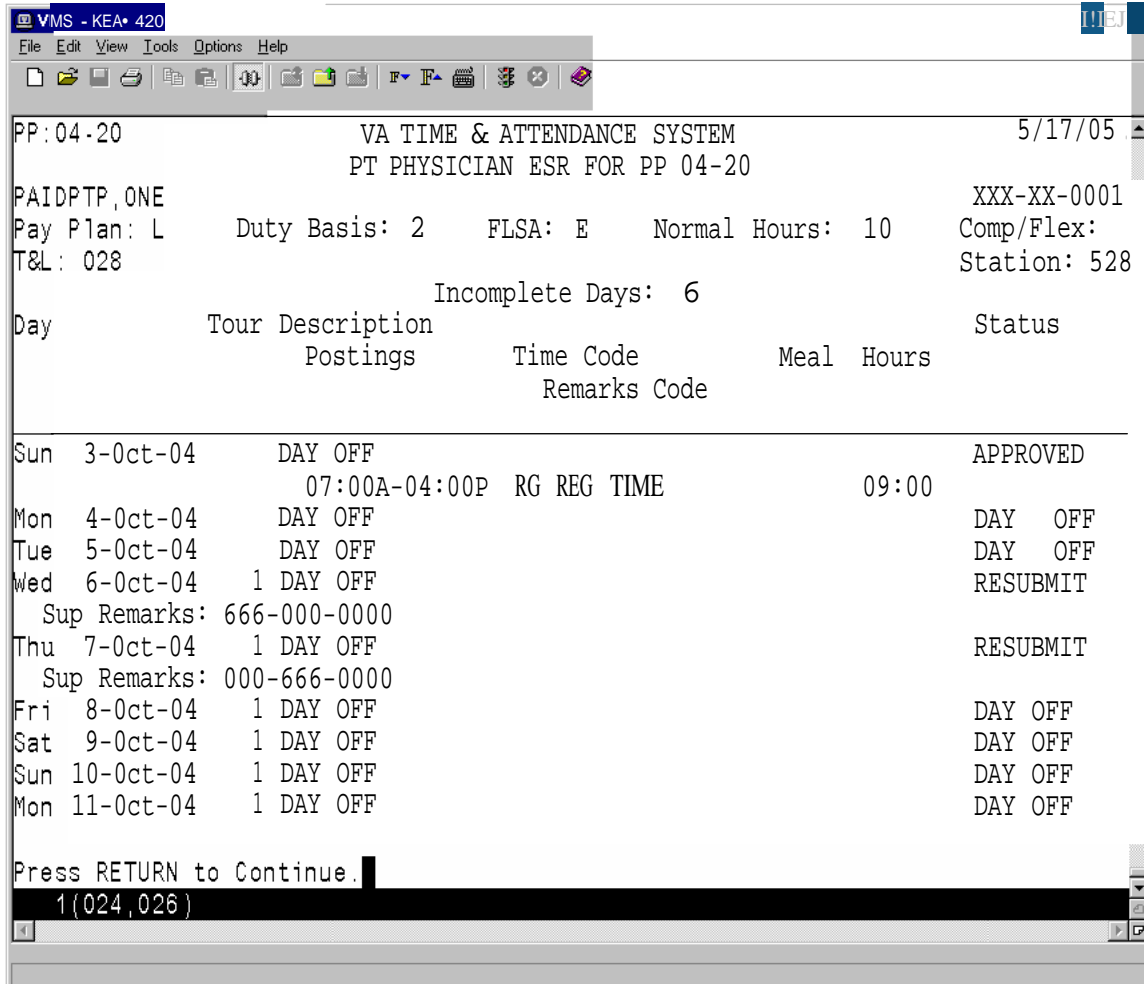 VMS - KEA• 420
File Edit View Tools Options Help
PP:04-20 VA TIME & ATTENDANCE SYSTEM 5/17/05
PT PHYSICIAN ESR FOR PP 04-20
PAIDPTP,ONE XXX-XX-0001
Pay Plan: L Duty Basis: 2 FLSA: E Normal Hours: 10 Comp/Flex:
T&L: 028 Station: 528
Incomplete Days: 6
Day Tour Description Status
Postings Time Code Meal Hours
Remarks Code
Sun 3-Oct-04 DAY OFF APPROVED
07:00A-04:00P RG REG TIME 09:00
Mon 4-Oct-04 DAY OFF DAY OFF
Tue 5-Oct-04 DAY OFF DAY OFF
Wed 6-Oct-04 1 DAY OFF RESUBMIT
Sup Remarks: 666-000-0000
Thu 7-Oct-04 1 DAY OFF RESUBMIT
Sup Remarks: 000-666-0000
Fri 8-Oct-04 1 DAY OFF DAY OFF
Sat 9-Oct-04 1 DAY OFF DAY OFF
Sun 10-Oct-04 1 DAY OFF DAY OFF
Mon 11-Oct-04 1 DAY OFF DAY OFF
Press RETURN to Continue.
1(024,026)